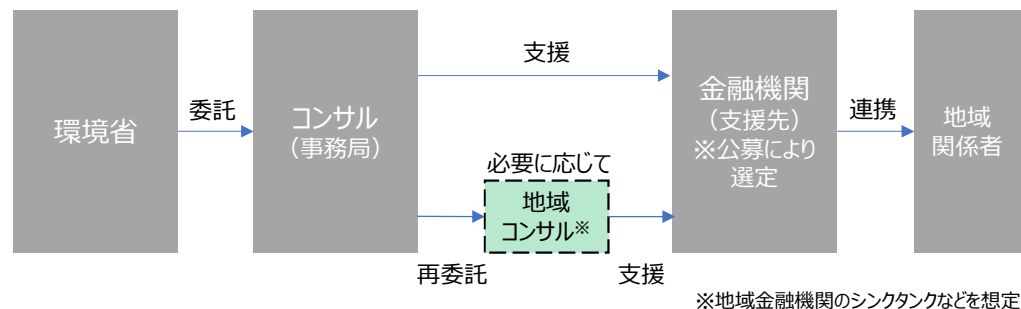 環境省
委託
コンサル
（事務局）
支援
必要に応じて
地域
コンサル※
再委託
支援
金融機関
（支援先）
※公募により
選定
連携
地域
関係者
※地域金融機関のシンクタンクなどを想定